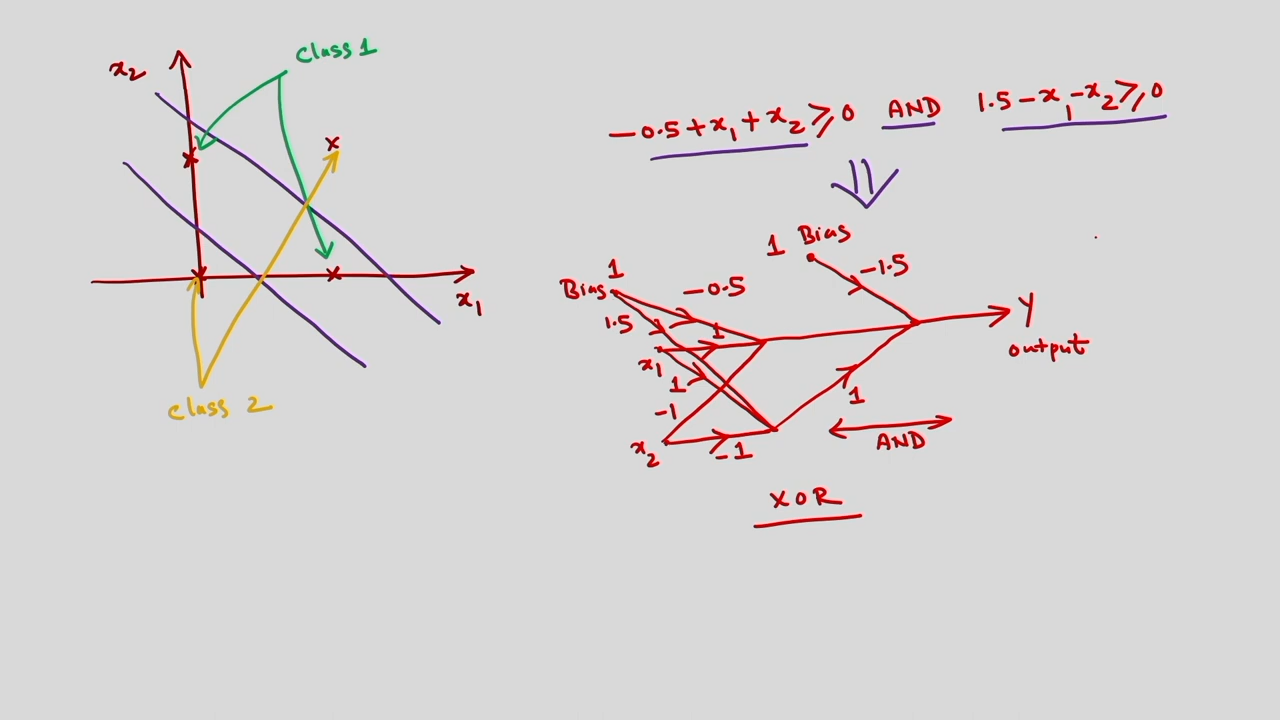 Class 1
x₂
x₁
Class 2
-0.5 + x₁ + x₂ ⩾ 0 AND 1.5 - x₁ - x₂ ⩾ 0
1 Bias
-1.5
1
Bias
-0.5
1.5
1
x₁
1
-1
x₂
-1
1
AND
Y
output
XOR